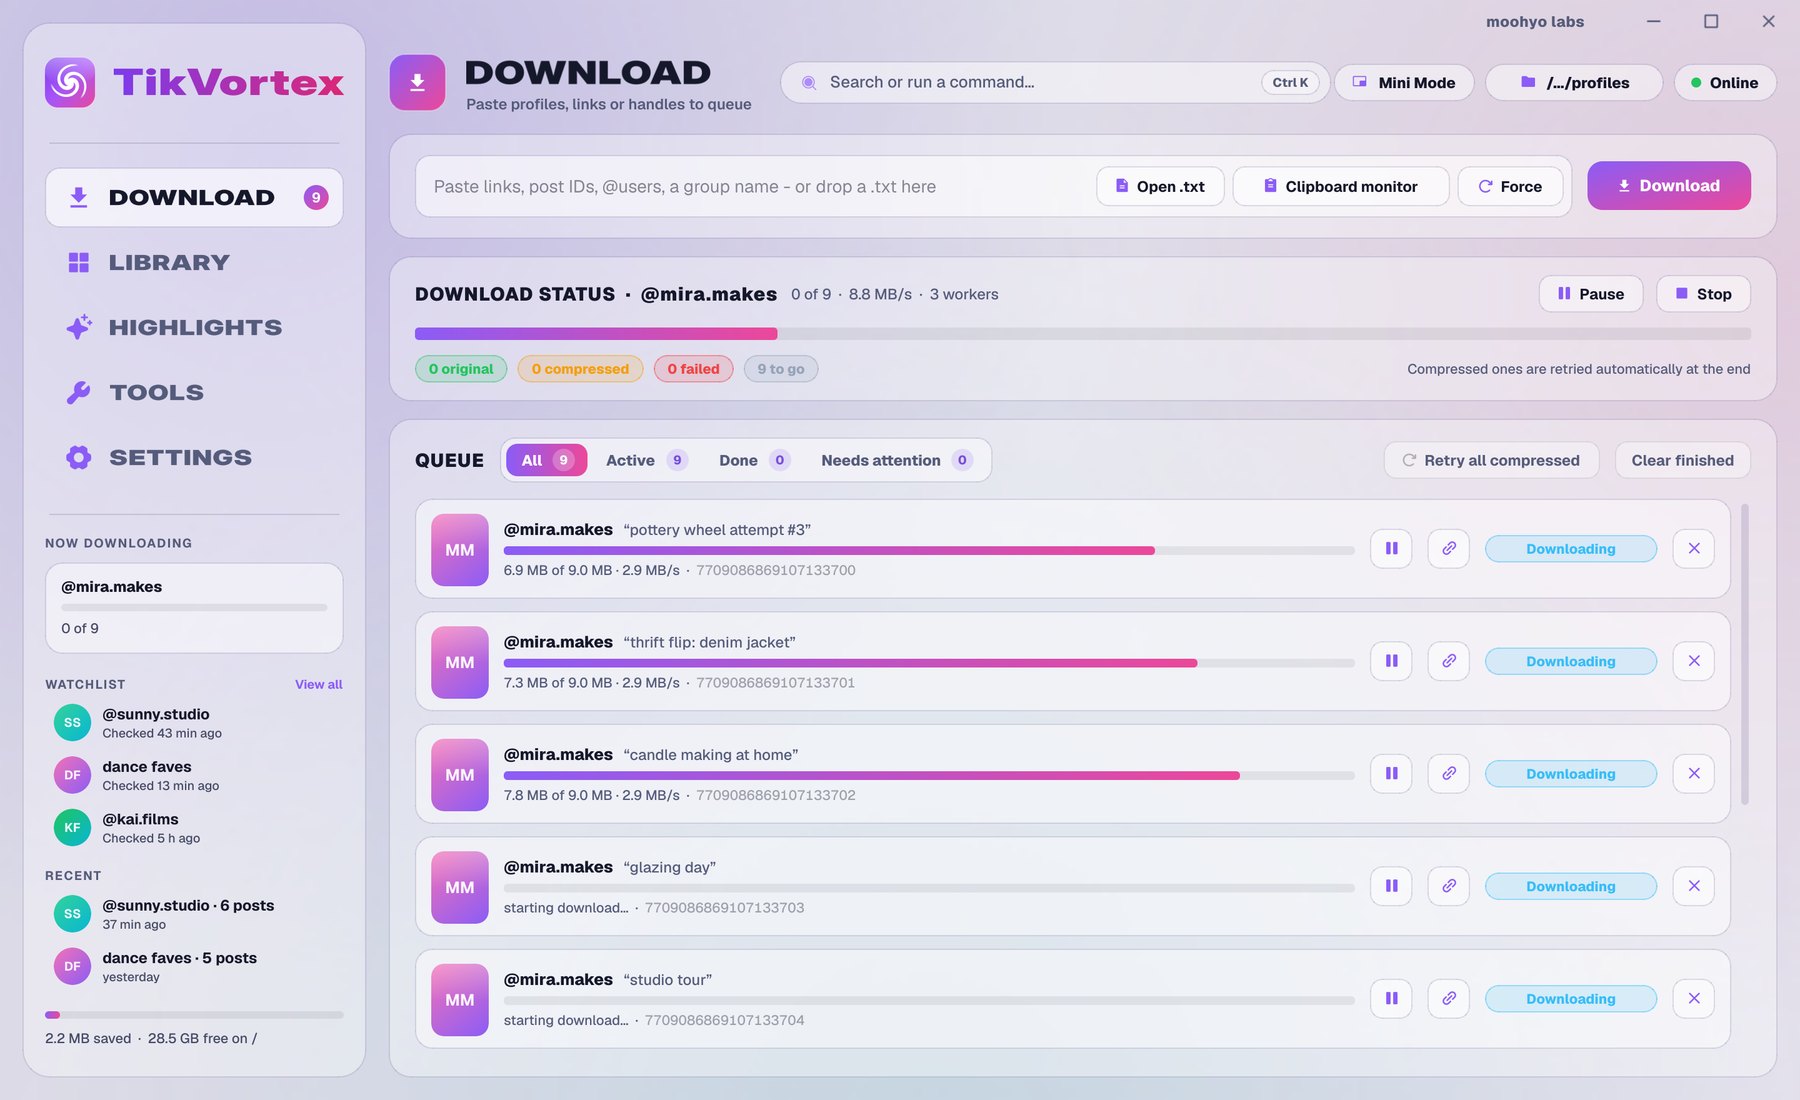 moohyo labs
TikVortex
DOWNLOAD 9
LIBRARY
HIGHLIGHTS
TOOLS
SETTINGS
NOW DOWNLOADING
@mira.makes
0 of 9
WATCHLIST View all
SS @sunny.studio
Checked 43 min ago
DF dance faves
Checked 13 min ago
KF @kai.films
Checked 5 h ago
RECENT
SS @sunny.studio · 6 posts
37 min ago
DF dance faves · 5 posts
yesterday
2.2 MB saved · 28.5 GB free on /
DOWNLOAD
Paste profiles, links or handles to queue
Search or run a command... Ctrl K
Mini Mode
/.../profiles
Online
Paste links, post IDs, @users, a group name - or drop a .txt here
Open .txt
Clipboard monitor
Force
Download
DOWNLOAD STATUS · @mira.makes 0 of 9 · 8.8 MB/s · 3 workers
Pause
Stop
0 original
0 compressed
0 failed
9 to go
Compressed ones are retried automatically at the end
QUEUE
All 9
Active 9
Done 0
Needs attention 0
Retry all compressed
Clear finished
MM @mira.makes “pottery wheel attempt #3”
6.9 MB of 9.0 MB · 2.9 MB/s · 7709086869107133700
Downloading
MM @mira.makes “thrift flip: denim jacket”
7.3 MB of 9.0 MB · 2.9 MB/s · 7709086869107133701
Downloading
MM @mira.makes “candle making at home”
7.8 MB of 9.0 MB · 2.9 MB/s · 7709086869107133702
Downloading
MM @mira.makes “glazing day”
starting download... · 7709086869107133703
Downloading
MM @mira.makes “studio tour”
starting download... · 7709086869107133704
Downloading